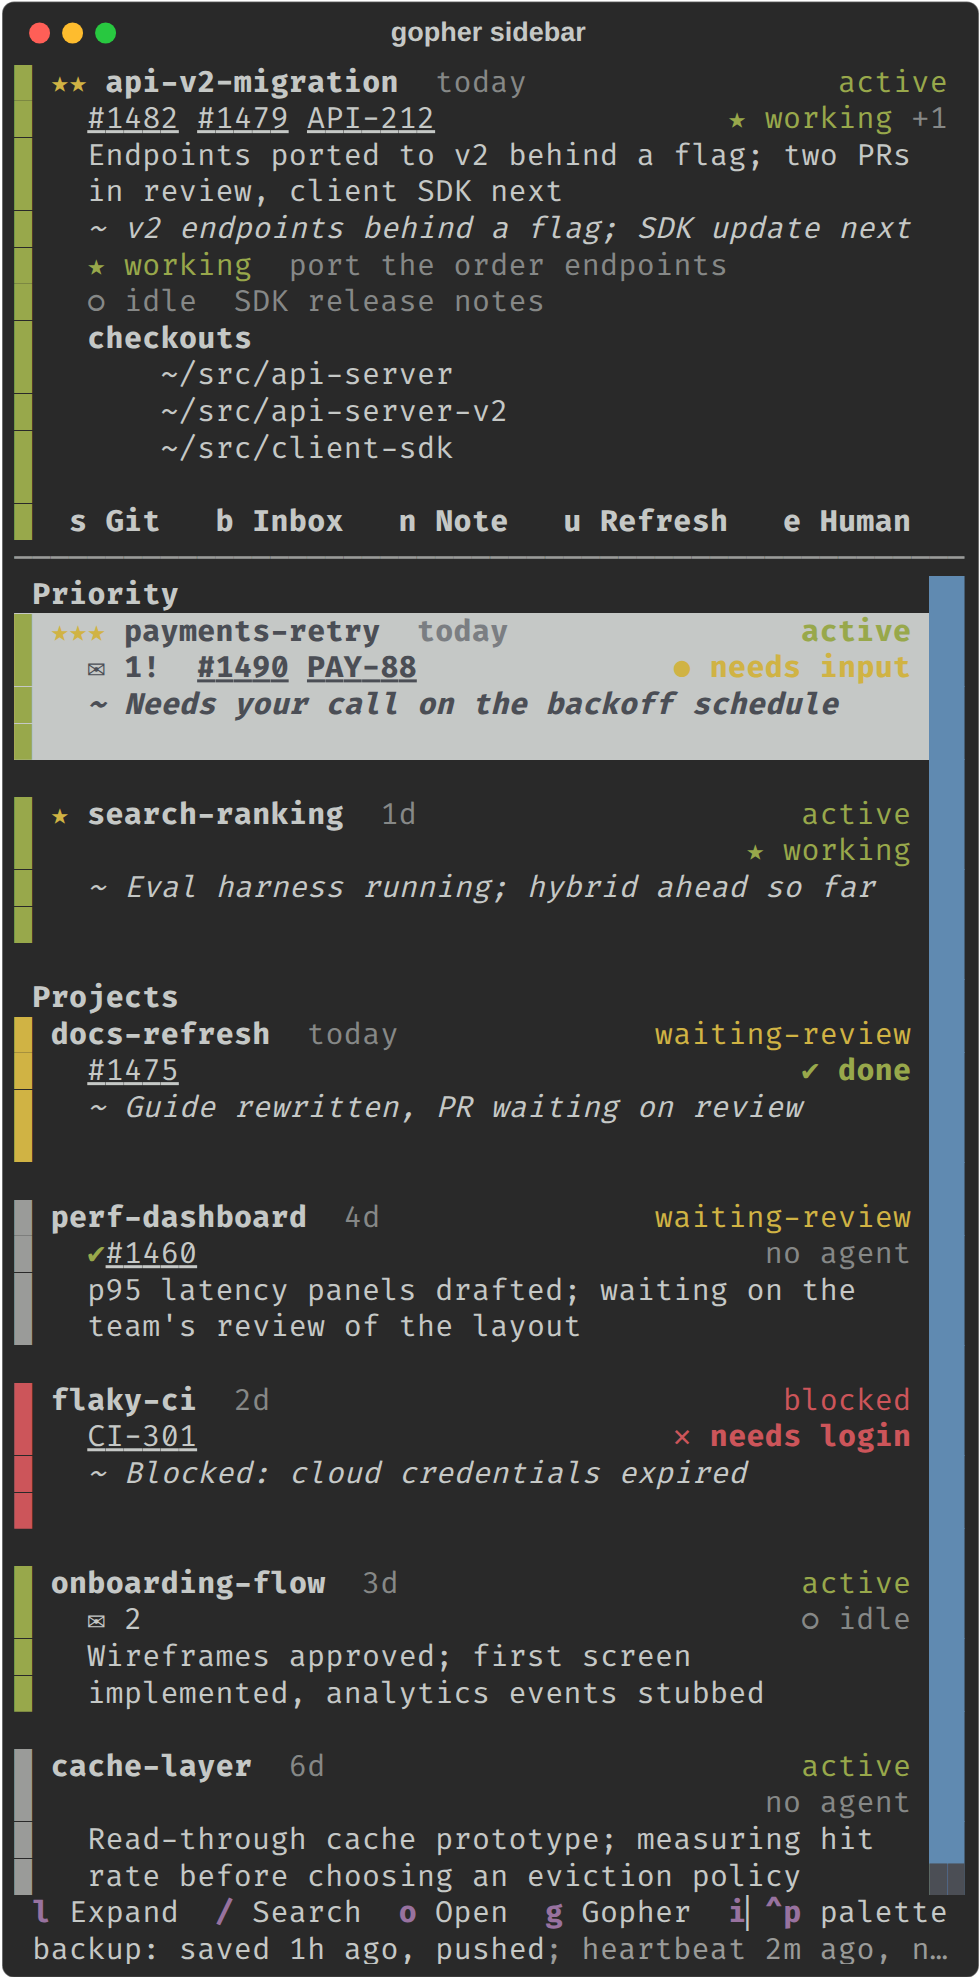 gopher sidebar
★★ api-v2-migration today active
#1482 #1479 API-212 ★ working +1
Endpoints ported to v2 behind a flag; two PRs
in review, client SDK next
~ v2 endpoints behind a flag; SDK update next
★ working port the order endpoints
○ idle SDK release notes
checkouts
~/src/api-server
~/src/api-server-v2
~/src/client-sdk
s Git b Inbox n Note u Refresh e Human
Priority
★★★ payments-retry today active
✉ 1! #1490 PAY-88 ● needs input
~ Needs your call on the backoff schedule
★ search-ranking 1d active
★ working
~ Eval harness running; hybrid ahead so far
Projects
docs-refresh today waiting-review
#1475 ✔ done
~ Guide rewritten, PR waiting on review
perf-dashboard 4d waiting-review
✔#1460 no agent
p95 latency panels drafted; waiting on the
team's review of the layout
flaky-ci 2d blocked
CI-301 ✕ needs login
~ Blocked: cloud credentials expired
onboarding-flow 3d active
✉ 2 ○ idle
Wireframes approved; first screen
implemented, analytics events stubbed
cache-layer 6d active
no agent
Read-through cache prototype; measuring hit
rate before choosing an eviction policy
l Expand / Search o Open g Gopher i ^p palette
backup: saved 1h ago, pushed; heartbeat 2m ago, n…